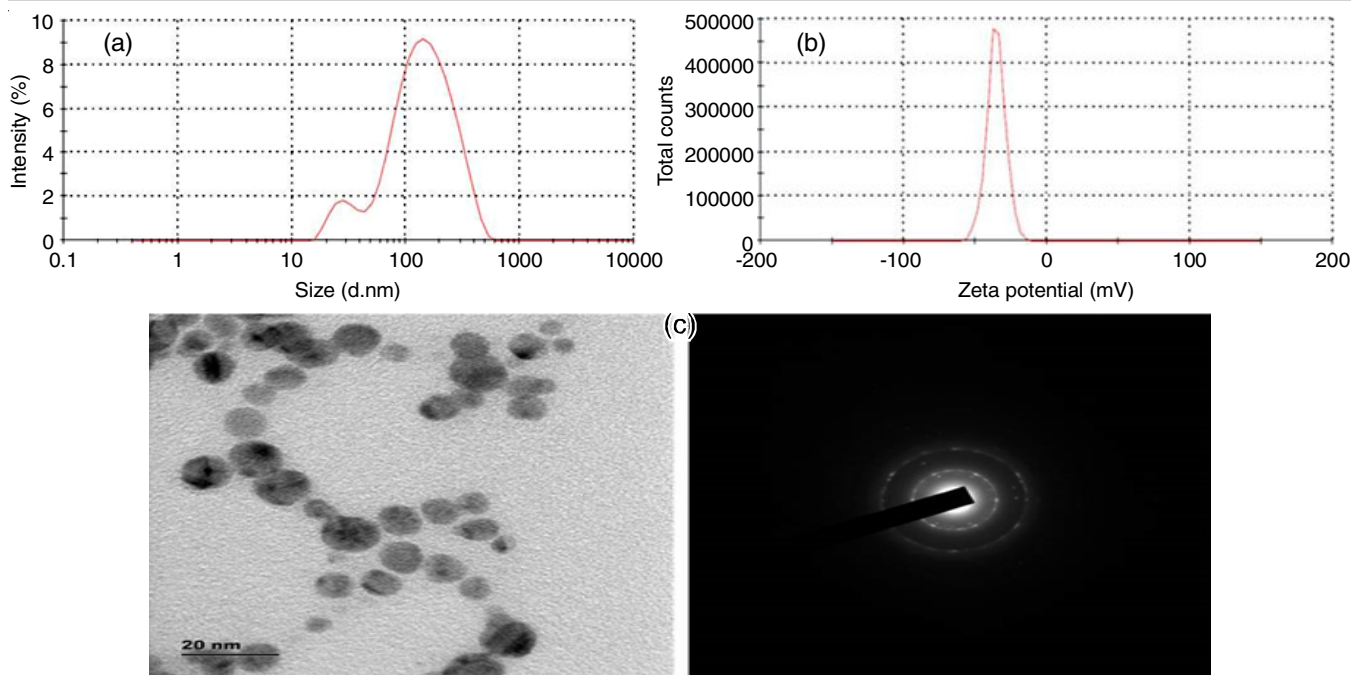 (a)
10
8
6
4
2
0
Intensity (%)
0.1 1 10 100 1000 10000
Size (d.nm)
(b)
500000
400000
300000
200000
100000
0
Total counts
-200 -100 0 100 200
Zeta potential (mV)
(c)
20 nm